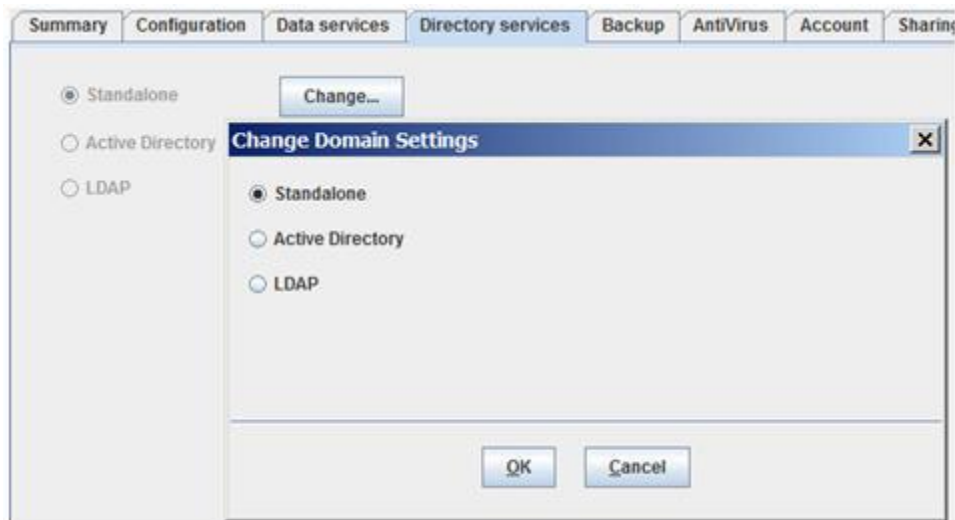 Summary Configuration Data services Directory services Backup AntiVirus Account Sharing
Standalone Change...
Active Directory
LDAP
Change Domain Settings
Standalone
Active Directory
LDAP
OK Cancel